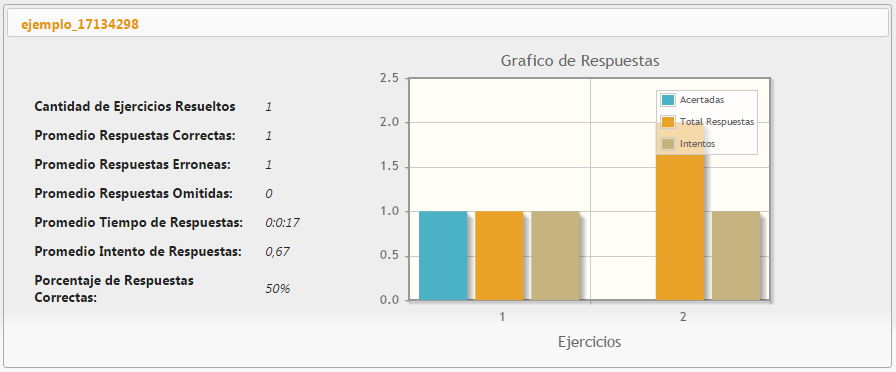 ejemplo_17134298
Cantidad de Ejercicios Resueltos 1
Promedio Respuestas Correctas: 1
Promedio Respuestas Erroneas: 1
Promedio Respuestas Omitidas: 0
Promedio Tiempo de Respuestas: 0:0:17
Promedio Intento de Respuestas: 0,67
Porcentaje de Respuestas
Correctas: 50%
Grafico de Respuestas
2.5
2.0
1.5
1.0
0.5
0.0
Acertadas
Total Respuestas
Intentos
1 2
Ejercicios